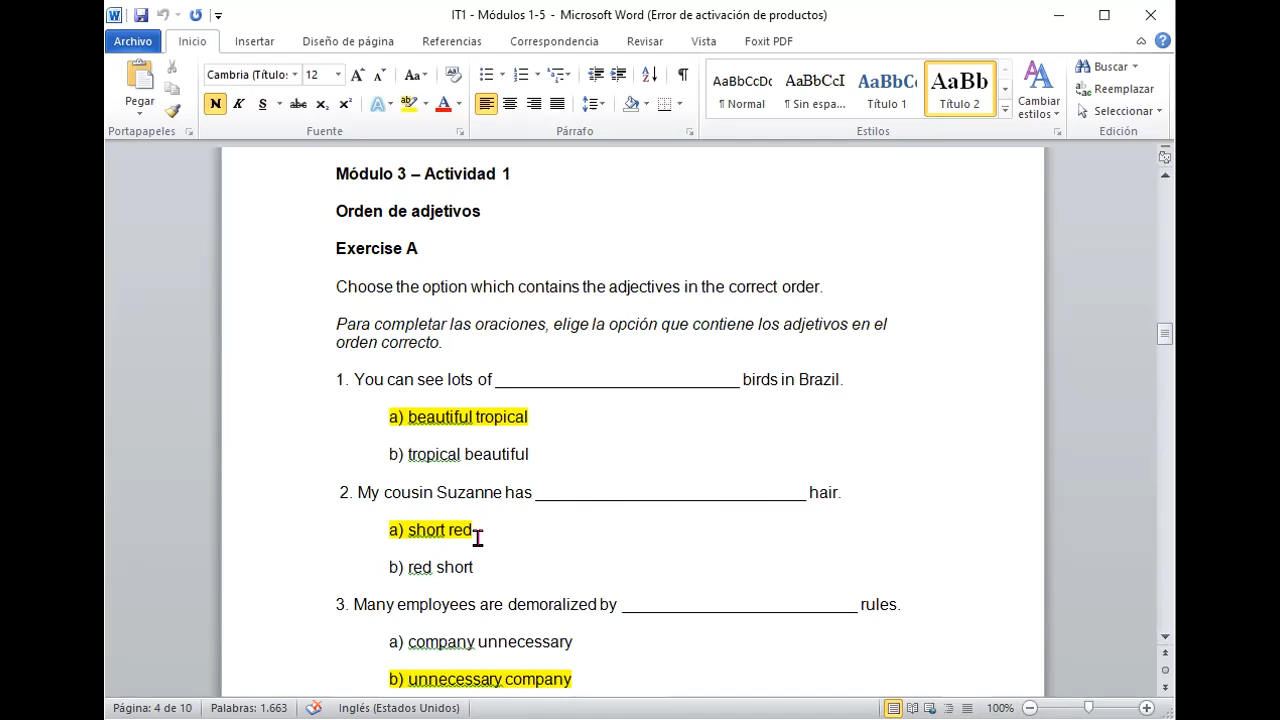 IT1 - Módulos 1-5 - Microsoft Word (Error de activación de productos)
Archivo Inicio Insertar Diseño de página Referencias Correspondencia Revisar Vista Foxit PDF
Pegar
Cambria (Título: 12
Aa
N K S abc x₂ x² A ab A
AaBbCcDc AaBbCcI AaBbC AaBb
¶ Normal ¶ Sin espa... Título 1 Título 2
Cambiar estilos
Buscar
Reemplazar
Seleccionar
Portapapeles Fuente Párrafo Estilos Edición
Módulo 3 – Actividad 1
Orden de adjetivos
Exercise A
Choose the option which contains the adjectives in the correct order.
Para completar las oraciones, elige la opción que contiene los adjetivos en el
orden correcto.
1. You can see lots of ___________________________ birds in Brazil.
a) beautiful tropical
b) tropical beautiful
2. My cousin Suzanne has ______________________________ hair.
a) short red
b) red short
3. Many employees are demoralized by __________________________ rules.
a) company unnecessary
b) unnecessary company
Página: 4 de 10 Palabras: 1.663 Inglés (Estados Unidos) 100%